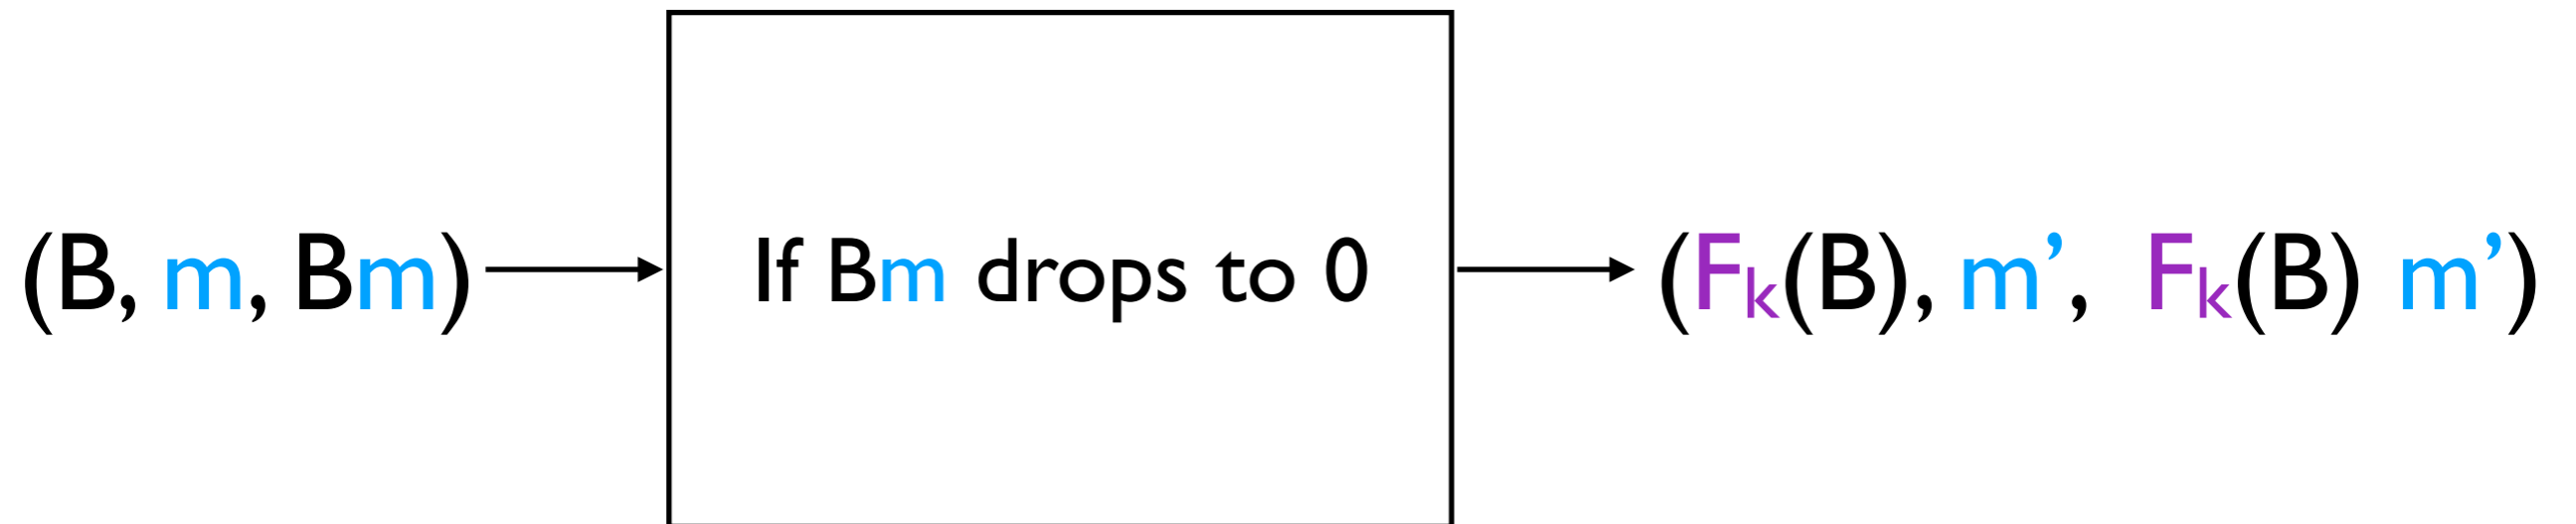 (B, m, Bm)
If Bm drops to 0
(Fk(B), m’, Fk(B) m’)